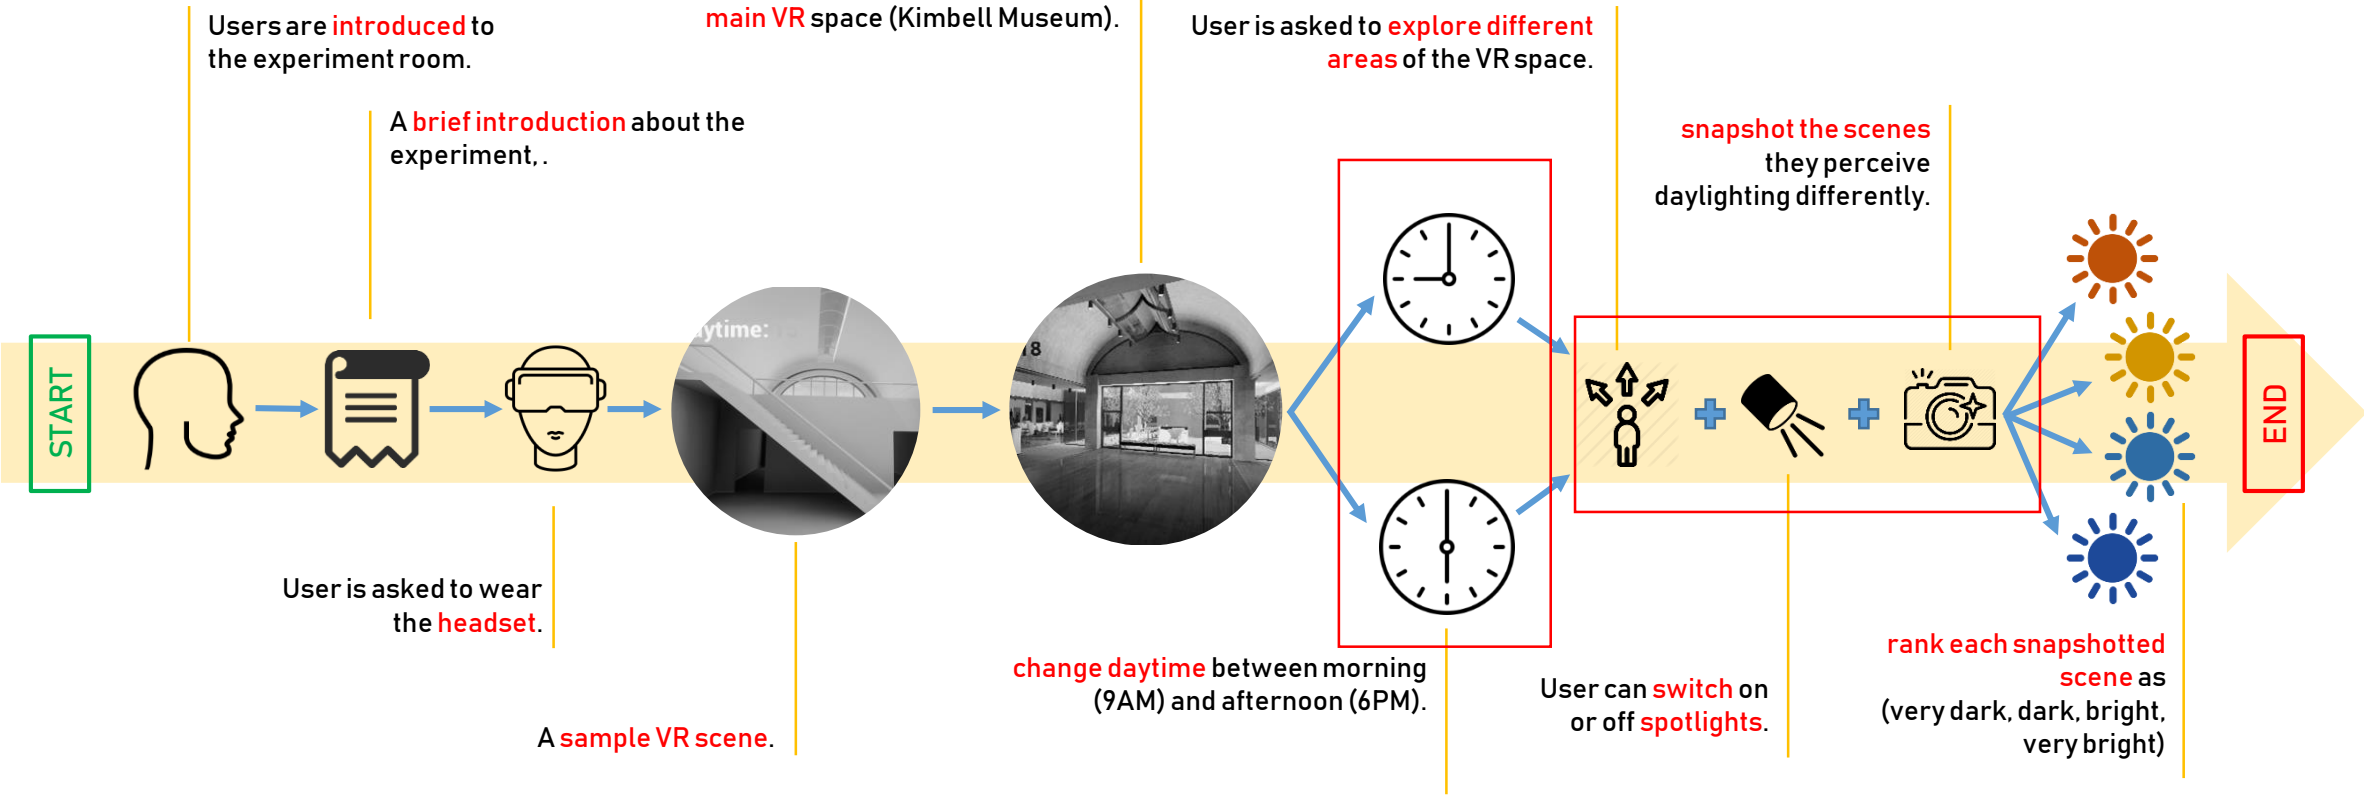 Users are introduced to
the experiment room.
A brief introduction about the
experiment, .
main VR space (Kimbell Museum).
User is asked to explore different
areas of the VR space.
snapshot the scenes
they perceive
daylighting differently.
START
ytime:
18
END
User is asked to wear
the headset.
A sample VR scene.
change daytime between morning
(9AM) and afternoon (6PM).
User can switch on
or off spotlights.
rank each snapshotted
scene as
(very dark, dark, bright,
very bright)